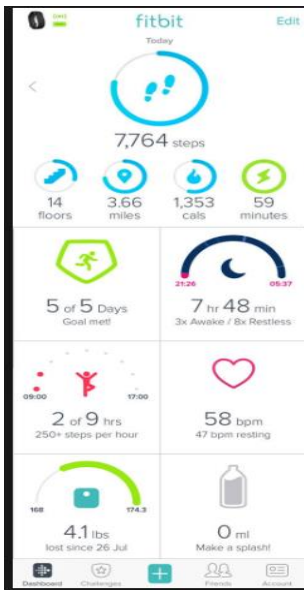 fitbit
Edit
Today
7,764 steps
14 floors
3.66 miles
1,353 cals
59 minutes
5 of 5 Days
Goal met!
21:26
05:37
7 hr 48 min
3x Awake / 8x Restless
09:00
17:00
2 of 9 hrs
250+ steps per hour
58 bpm
47 bpm resting
168
174.3
4.1 lbs
lost since 26 Jul
0 ml
Make a splash!
Dashboard
Challenges
Friends
Account